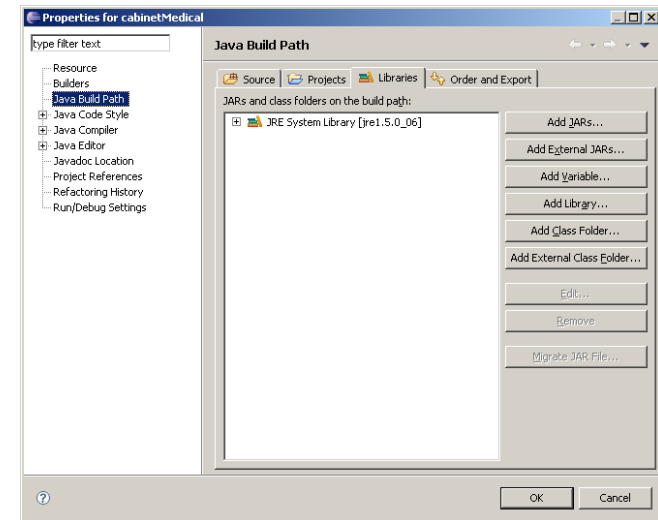 Properties for cabinetMedical
type filter text
Java Build Path
Resource
Builders
Java Build Path
Java Code Style
Java Compiler
Java Editor
Javadoc Location
Project References
Refactoring History
Run/Debug Settings
Source Projects Libraries Order and Export
JARs and class folders on the build path:
JRE System Library [jre1.5.0_06]
Add JARs...
Add External JARs...
Add Variable...
Add Library...
Add Class Folder...
Add External Class Folder...
Edit...
Remove
Migrate JAR File...
?
OK Cancel